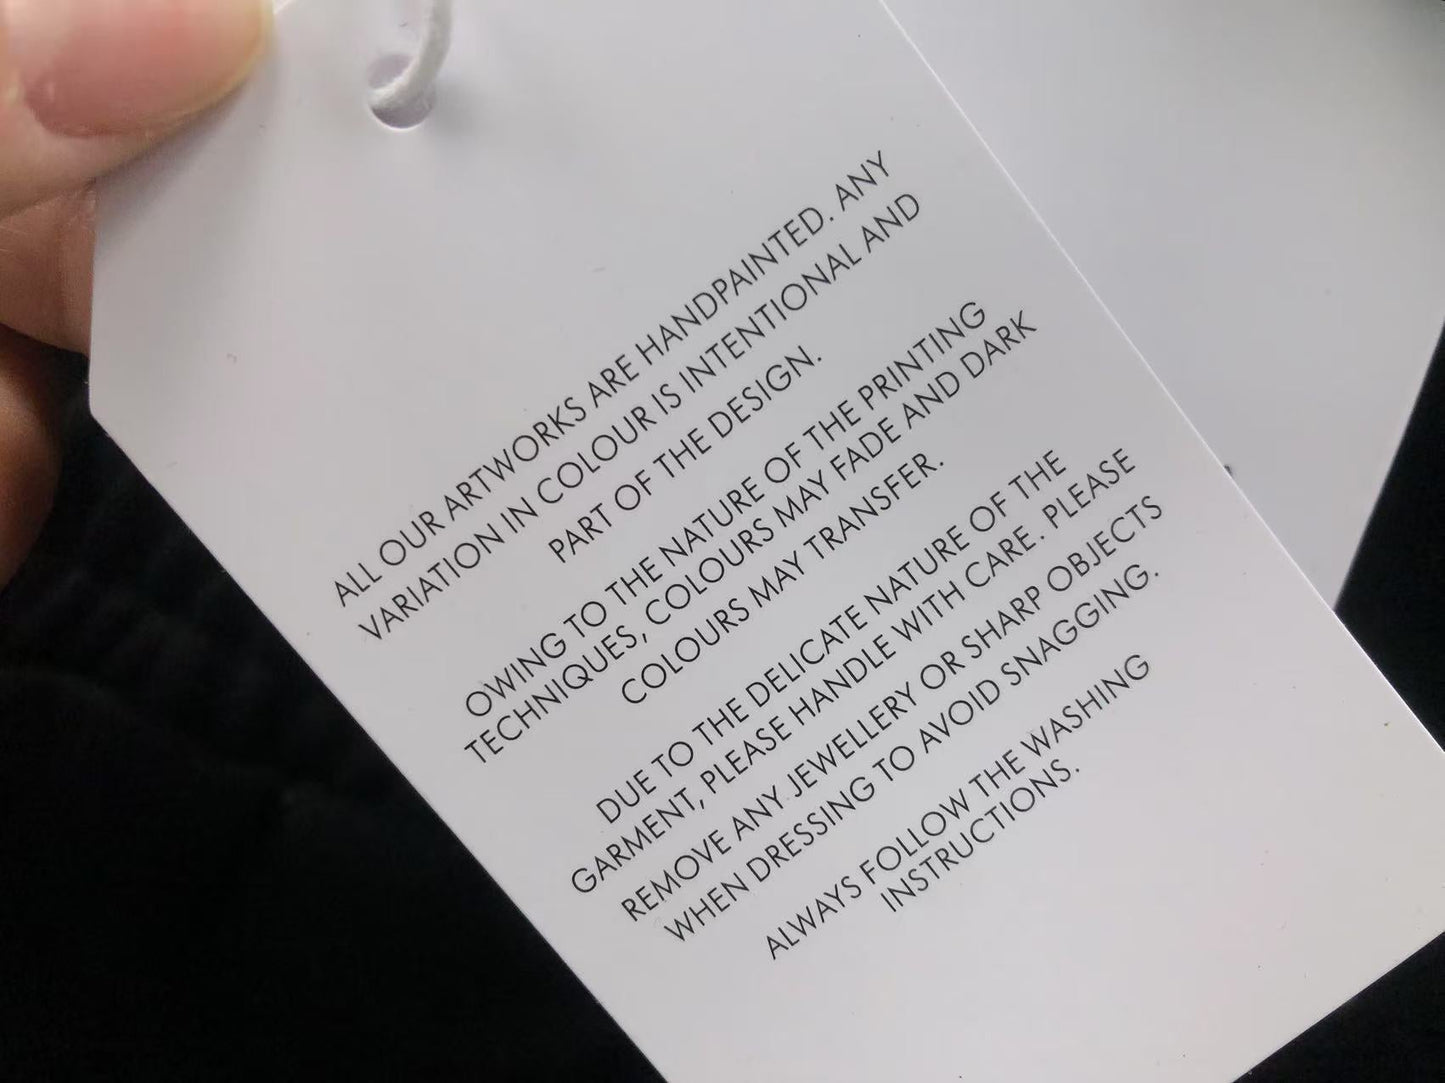 ALL OUR ARTWORKS ARE HANDPAINTED. ANY
VARIATION IN COLOUR IS INTENTIONAL AND
PART OF THE DESIGN.
OWING TO THE NATURE OF THE PRINTING
TECHNIQUES, COLOURS MAY FADE AND DARK
COLOURS MAY TRANSFER.
DUE TO THE DELICATE NATURE OF THE
GARMENT, PLEASE HANDLE WITH CARE. PLEASE
REMOVE ANY JEWELLERY OR SHARP OBJECTS
WHEN DRESSING TO AVOID SNAGGING.
ALWAYS FOLLOW THE WASHING
INSTRUCTIONS.